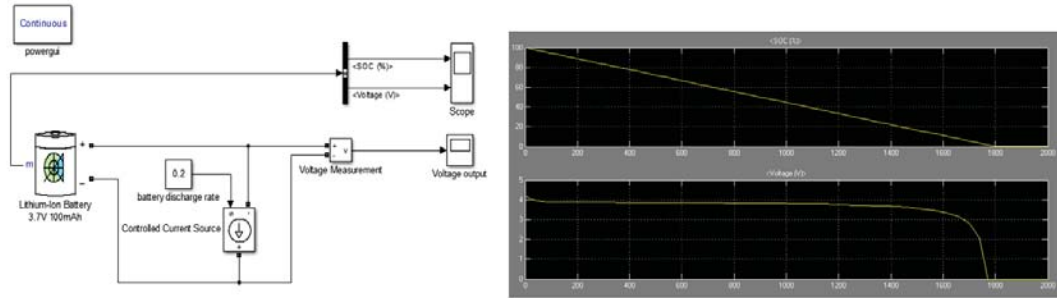 Continuous
powergui
<SOC (%)>
<Voltage (V)>
Scope
m
+
−
Lithium-Ion Battery
3.7V 100mAh
0.2
battery discharge rate
Controlled Current Source
+
-
v
Voltage Measurement
Voltage output
<SOC (%)>
100
80
60
40
20
0
0 200 400 600 800 1000 1200 1400 1600 1800 2000
<Voltage (V)>
5
4
3
2
1
0
0 200 400 600 800 1000 1200 1400 1600 1800 2000